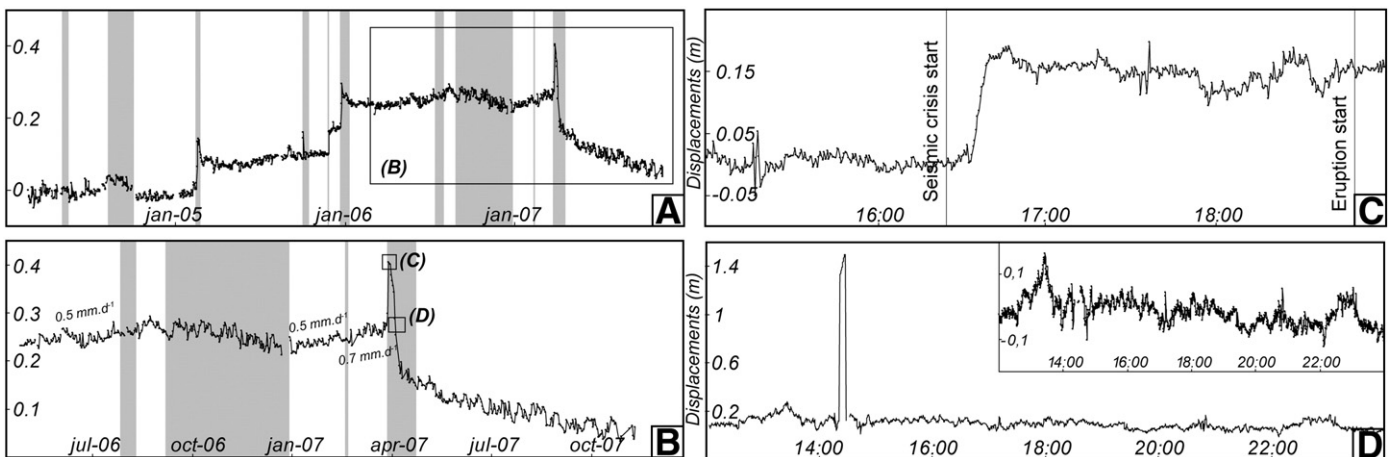 0.4
0.2
0
(B)
jan-05
jan-06
jan-07
A
Displacements (m)
0.15
0.05
-0.05
Seismic crisis start
Eruption start
16:00
17:00
18:00
C
0.4
0.3
0.2
0.1
0.5 mm.d⁻¹
0.5 mm.d⁻¹
0.7 mm.d⁻¹
(C)
(D)
jul-06
oct-06
jan-07
apr-07
jul-07
oct-07
B
Displacements (m)
1.4
1
0.6
0.2
0,1
-0,1
14:00
16:00
18:00
20:00
22:00
14:00
16:00
18:00
20:00
22:00
D